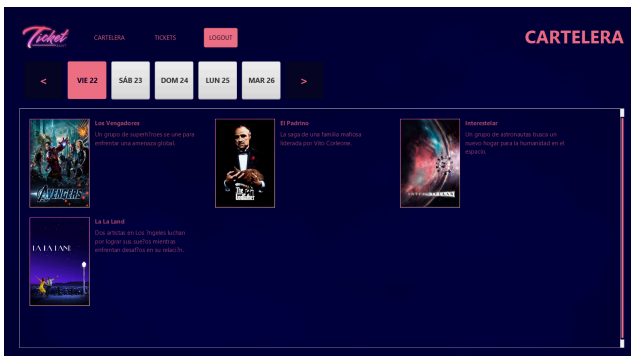 Ticket
CARTELERA
TICKETS
LOGOUT
CARTELERA
<
VIE 22
SÁB 23
DOM 24
LUN 25
MAR 26
>
Los Vengadores
Un grupo de superh?roes se une para
enfrentar una amenaza global.
AVENGERS
El Padrino
La saga de una familia mafiosa
liderada por Vito Corleone.
The
Godfather
Interestelar
Un grupo de astronautas busca un
nuevo hogar para la humanidad en el
espacio.
INTERSTELLAR
La La Land
Dos artistas en Los ?ngeles luchan
por lograr sus sue?os mientras
enfrentan desaf?os en su relaci?n.
LA LA LAND